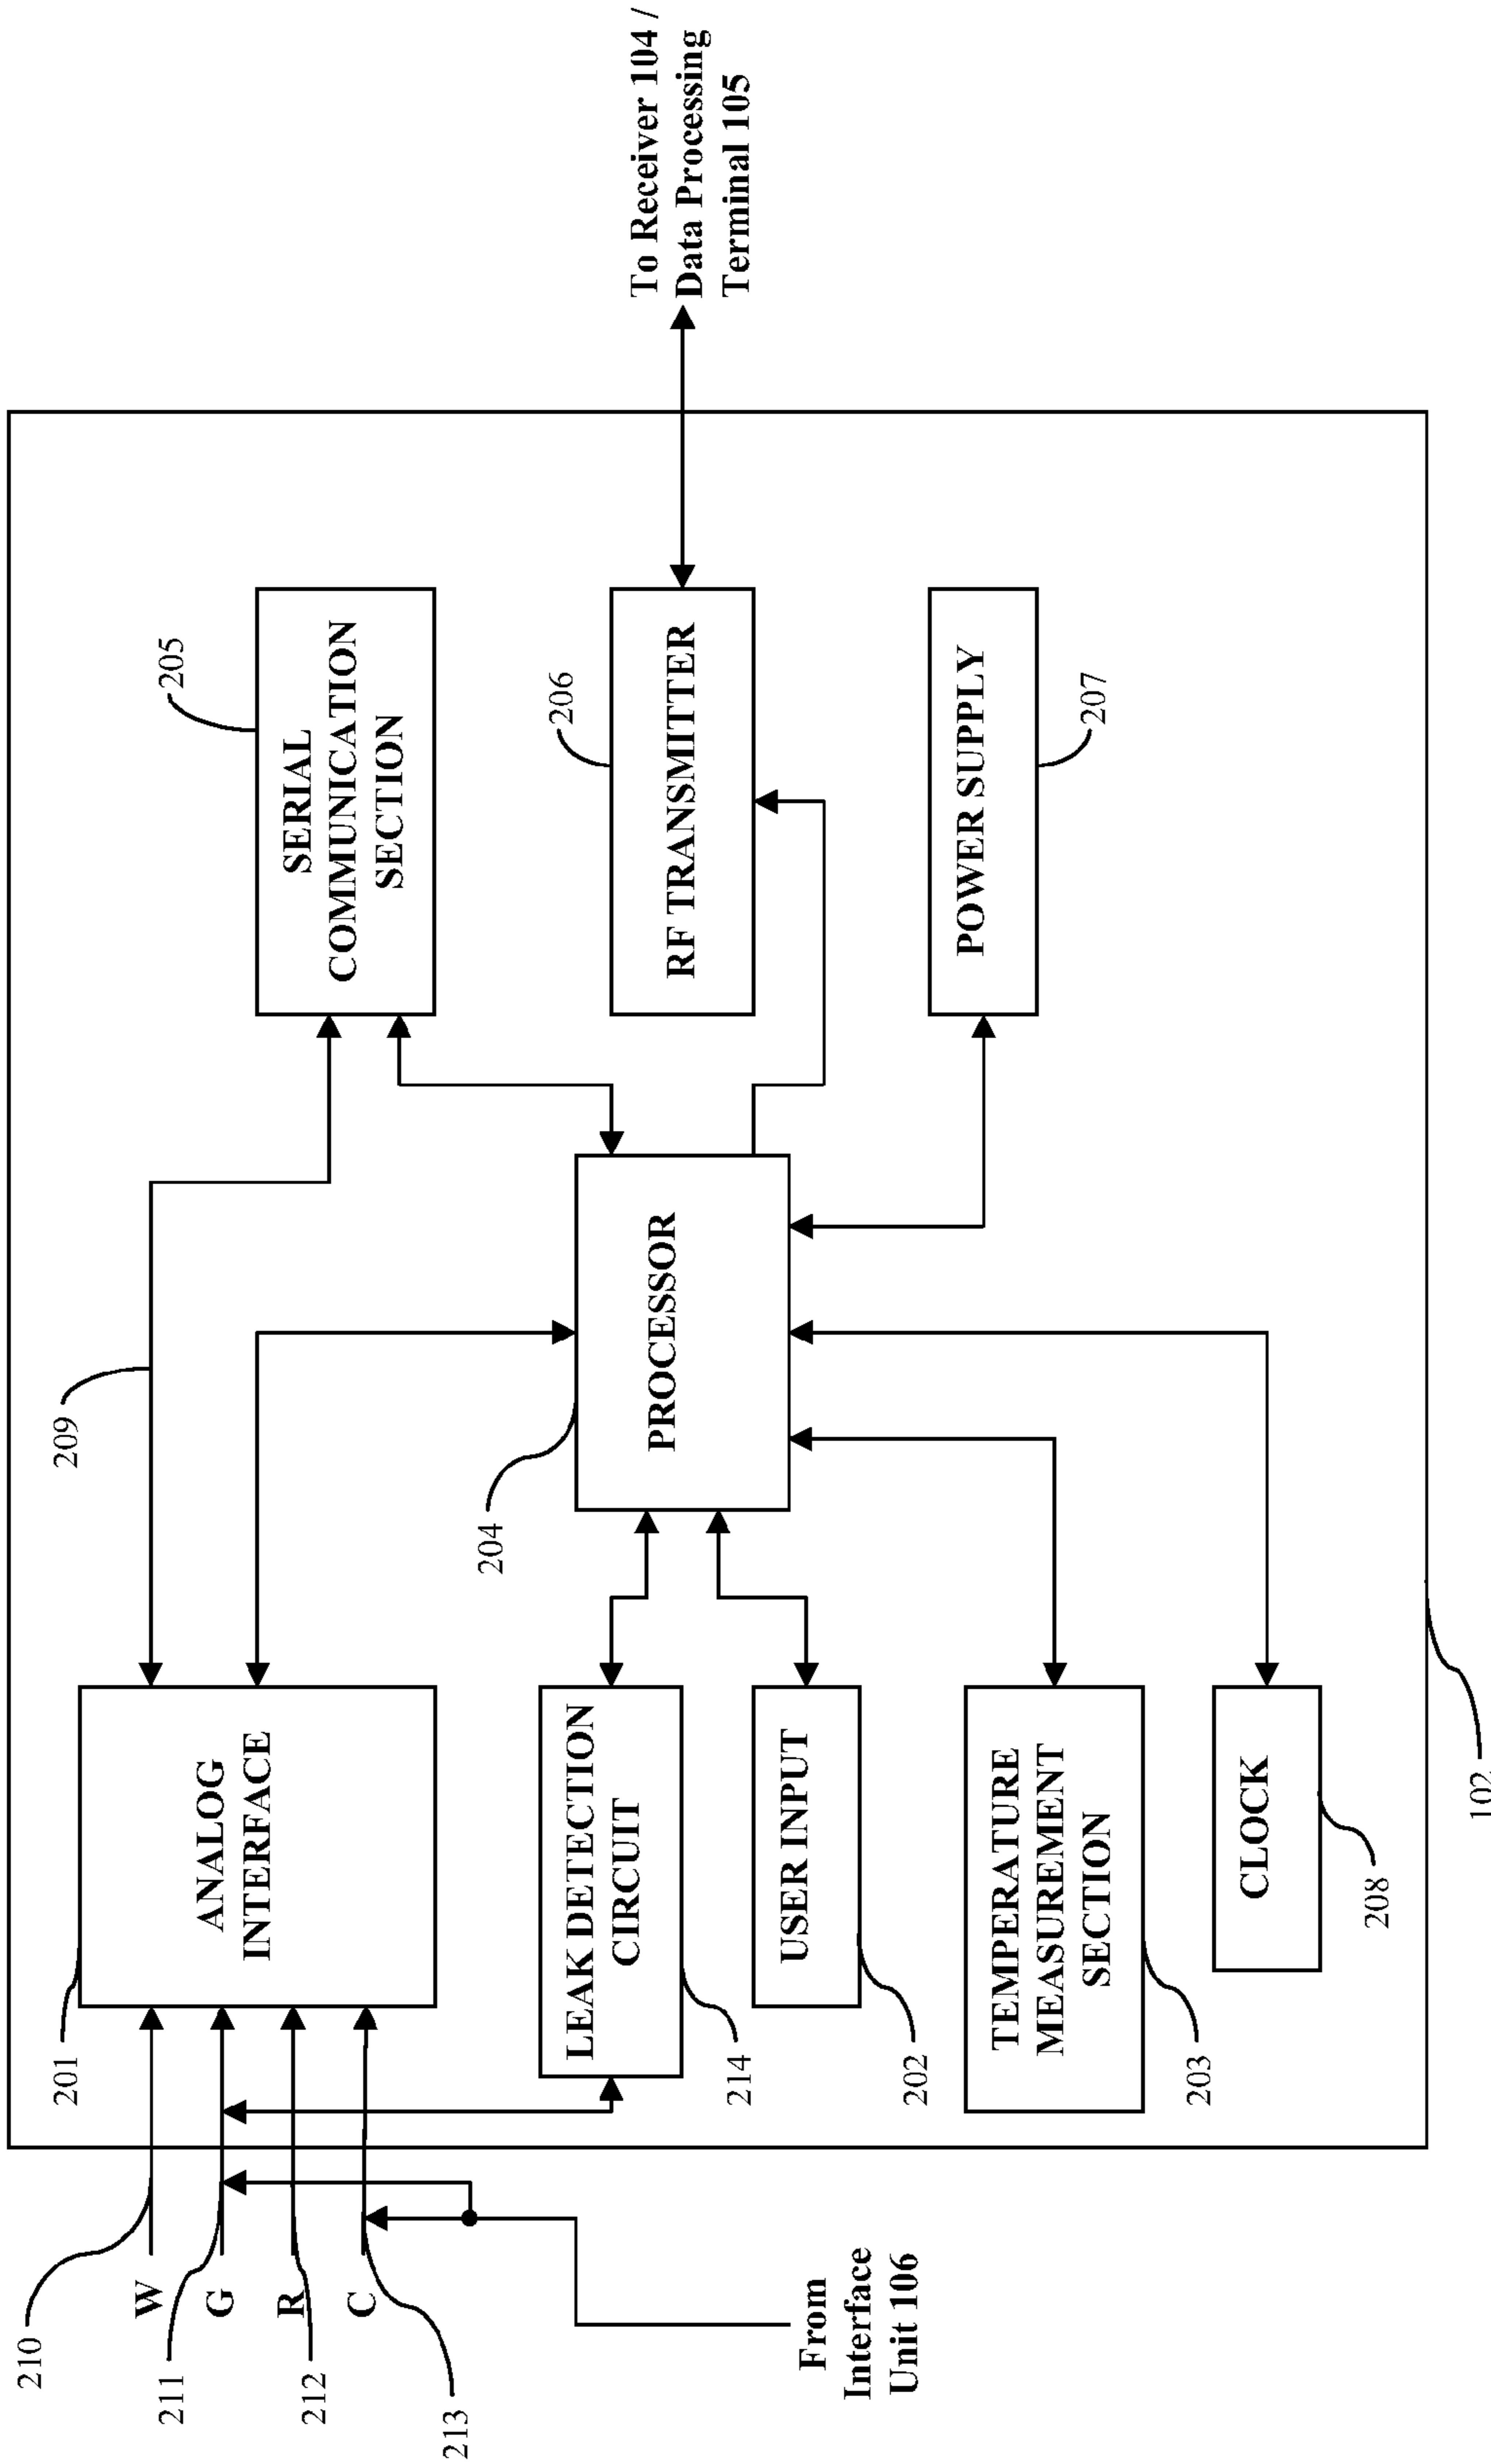 210
W
211
G
212
R
213
C
From
Interface
Unit 106
201
ANALOG
INTERFACE
209
LEAK DETECTION
CIRCUIT
214
USER INPUT
202
TEMPERATURE
MEASUREMENT
SECTION
203
CLOCK
208
204
PROCESSOR
205
SERIAL
COMMUNICATION
SECTION
206
RF TRANSMITTER
POWER SUPPLY
207
To Receiver 104 /
Data Processing
Terminal 105
102